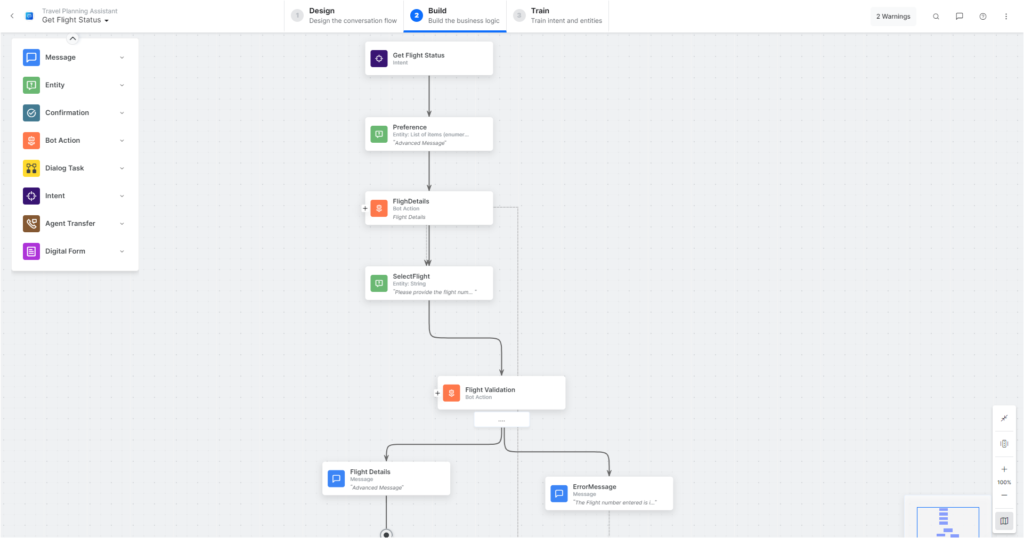 Travel Planning Assistant
Get Flight Status
1
Design
Design the conversation flow
2
Build
Build the business logic
3
Train
Train intent and entities
2 Warnings
Message
Entity
Confirmation
Bot Action
Dialog Task
Intent
Agent Transfer
Digital Form
Get Flight Status
Intent
Preference
Entity: List of items (enumer...
"Advanced Message"
FlighDetails
Bot Action
Flight Details
SelectFlight
Entity: String
"Please provide the flight num... "
Flight Validation
Bot Action
...
Flight Details
Message
"Advanced Message"
ErrorMessage
Message
"The Flight number entered is i..."
100%